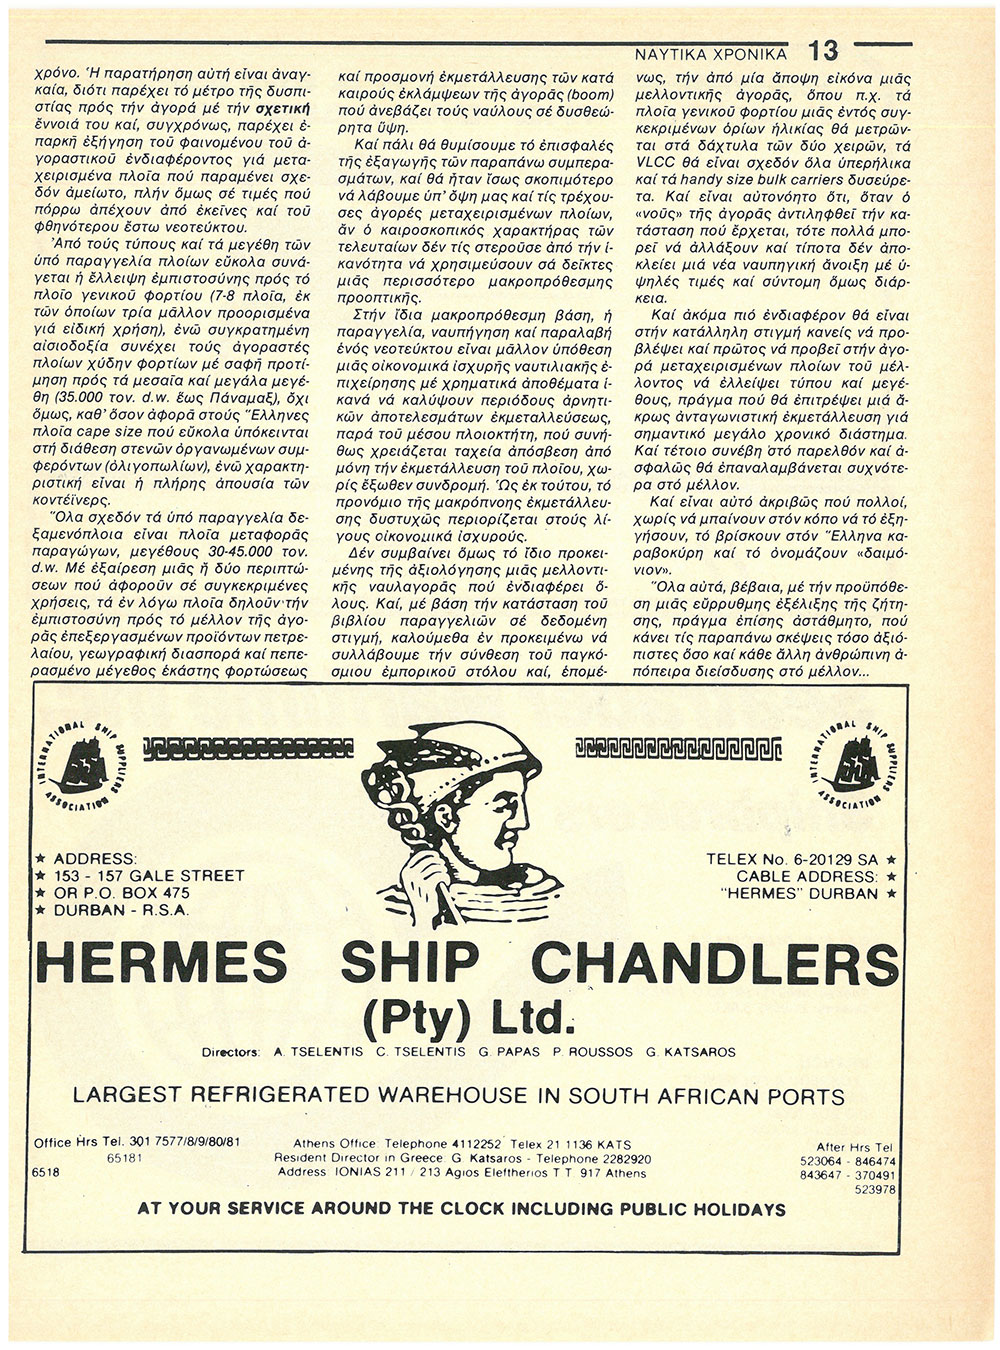 ΝΑΥΤΙΚΑ ΧΡΟΝΙΚΑ 13
χρόνο. Ἡ παρατήρηση αὐτή εἶναι ἀναγ-
καία, διότι παρέχει τό μέτρο τῆς δυσπι-
στίας πρός τήν ἀγορά μέ τήν σχετική
ἔννοιά του καί, συγχρόνως, παρέχει ἐ-
παρκῆ ἐξήγηση τοῦ φαινομένου τοῦ ἀ-
γοραστικοῦ ἐνδιαφέροντος γιά μετα-
χειρισμένα πλοῖα πού παραμένει σχε-
δόν ἀμείωτο, πλήν ὅμως σέ τιμές πού
πόρρω ἀπέχουν ἀπό ἐκεῖνες καί τοῦ
φθηνότερου ἔστω νεοτεύκτου.
Ἀπό τούς τύπους καί τά μεγέθη τῶν
ὑπό παραγγελία πλοίων εὔκολα συνά-
γεται ἡ ἔλλειψη ἐμπιστοσύνης πρός τό
πλοῖο γενικοῦ φορτίου (7-8 πλοῖα, ἐκ
τῶν ὁποίων τρία μᾶλλον προορισμένα
γιά εἰδική χρήση), ἐνῶ συγκρατημένη
αἰσιοδοξία συνέχει τούς ἀγοραστές
πλοίων χύδην φορτίων μέ σαφῆ προτί-
μηση πρός τά μεσαῖα καί μεγάλα μεγέ-
θη (35.000 τον. d.w. ἕως Πάναμαξ), ὄχι
ὅμως, καθ' ὅσον ἀφορᾶ στούς Ἕλληνες
πλοῖα cape size πού εὔκολα ὑπόκεινται
στή διάθεση στενῶν ὀργανωμένων συμ-
φερόντων (ὀλιγοπωλίων), ἐνῶ χαρακτη-
ριστική εἶναι ἡ πλήρης ἀπουσία τῶν
κοντέϊνερς.
Ὅλα σχεδόν τά ὑπό παραγγελία δε-
ξαμενόπλοια εἶναι πλοῖα μεταφορᾶς
παραγώγων, μεγέθους 30-45.000 τον.
d.w. Μέ ἐξαίρεση μιᾶς ἤ δύο περιπτώ-
σεων πού ἀφοροῦν σέ συγκεκριμένες
χρήσεις, τά ἐν λόγω πλοῖα δηλοῦν τήν
ἐμπιστοσύνη πρός τό μέλλον τῆς ἀγο-
ρᾶς ἐπεξεργασμένων προϊόντων πετρε-
λαίου, γεωγραφική διασπορά καί πεπε-
ρασμένο μέγεθος ἑκάστης φορτώσεως
καί προσμονή ἐκμετάλλευσης τῶν κατά
καιρούς ἐκλάμψεων τῆς ἀγορᾶς (boom)
πού ἀνεβάζει τούς ναύλους σέ δυσθεώ-
ρητα ὕψη.
Καί πάλι θά θυμίσουμε τό ἐπισφαλές
τῆς ἐξαγωγῆς τῶν παραπάνω συμπερα-
σμάτων, καί θά ἦταν ἴσως σκοπιμότερο
νά λάβουμε ὑπ' ὄψη μας καί τίς τρέχου-
σες ἀγορές μεταχειρισμένων πλοίων,
ἄν ὁ καιροσκοπικός χαρακτήρας τῶν
τελευταίων δέν τίς στεροῦσε ἀπό τήν ἱ-
κανότητα νά χρησιμεύσουν σά δεῖκτες
μιᾶς περισσότερο μακροπρόθεσμης
προοπτικῆς.
Στήν ἴδια μακροπρόθεσμη βάση, ἡ
παραγγελία, ναυπήγηση καί παραλαβή
ἑνός νεοτεύκτου εἶναι μᾶλλον ὑπόθεση
μιᾶς οἰκονομικά ἰσχυρῆς ναυτιλιακῆς ἐ-
πιχείρησης μέ χρηματικά ἀποθέματα ἱ-
κανά νά καλύψουν περιόδους ἀρνητι-
κῶν ἀποτελεσμάτων ἐκμεταλλεύσεως,
παρά τοῦ μέσου πλοιοκτήτη, πού συνή-
θως χρειάζεται ταχεία ἀπόσβεση ἀπό
μόνη τήν ἐκμετάλλευση τοῦ πλοίου, χω-
ρίς ἔξωθεν συνδρομή. Ὡς ἐκ τούτου, τό
προνόμιο τῆς μακρόπνοης ἐκμετάλλευ-
σης δυστυχῶς περιορίζεται στούς λί-
γους οἰκονομικά ἰσχυρούς.
Δέν συμβαίνει ὅμως τό ἴδιο προκει-
μένης τῆς ἀξιολόγησης μιᾶς μελλοντι-
κῆς ναυλαγορᾶς πού ἐνδιαφέρει ὅ-
λους. Καί, μέ βάση τήν κατάσταση τοῦ
βιβλίου παραγγελιῶν σέ δεδομένη
στιγμή, καλούμεθα ἐν προκειμένω νά
συλλάβουμε τήν σύνθεση τοῦ παγκό-
σμιου ἐμπορικοῦ στόλου καί, ἑπομέ-
νως, τήν ἀπό μία ἄποψη εἰκόνα μιᾶς
μελλοντικῆς ἀγορᾶς, ὅπου π.χ. τά
πλοῖα γενικοῦ φορτίου μιᾶς ἐντός συγ-
κεκριμένων ὁρίων ἡλικίας θά μετρῶν-
ται στά δάχτυλα τῶν δύο χειρῶν, τά
VLCC θά εἶναι σχεδόν ὅλα ὑπερήλικα
καί τά handy size bulk carriers δυσεύρε-
τα. Καί εἶναι αὐτονόητο ὅτι, ὅταν ὁ
«νοῦς» τῆς ἀγορᾶς ἀντιληφθεῖ τήν κα-
τάσταση πού ἔρχεται, τότε πολλά μπο-
ρεῖ νά ἀλλάξουν καί τίποτα δέν ἀπο-
κλείει μιά νέα ναυπηγική ἄνοιξη μέ ὑ-
ψηλές τιμές καί σύντομη ὅμως διάρ-
κεια.
Καί ἀκόμα πιό ἐνδιαφέρον θά εἶναι
στήν κατάλληλη στιγμή κανείς νά προ-
βλέψει καί πρῶτος νά προβεῖ στήν ἀγο-
ρά μεταχειρισμένων πλοίων τοῦ μέλ-
λοντος νά ἐλλείψει τύπου καί μεγέ-
θους, πράγμα πού θά ἐπιτρέψει μιά ἄ-
κρως ἀνταγωνιστική ἐκμετάλλευση γιά
σημαντικό μεγάλο χρονικό διάστημα.
Καί τέτοιο συνέβη στό παρελθόν καί ἀ-
σφαλῶς θά ἐπαναλαμβάνεται συχνότε-
ρα στό μέλλον.
Καί εἶναι αὐτό ἀκριβῶς πού πολλοί,
χωρίς νά μπαίνουν στόν κόπο νά τό ἐξη-
γήσουν, τό βρίσκουν στόν Ἕλληνα κα-
ραβοκύρη καί τό ὀνομάζουν «δαιμό-
νιον».
Ὅλα αὐτά, βέβαια, μέ τήν προϋπόθε-
ση μιᾶς εὔρρυθμης ἐξέλιξης τῆς ζήτη-
σης, πράγμα ἐπίσης ἀστάθμητο, πού
κάνει τίς παραπάνω σκέψεις τόσο ἀξιό-
πιστες ὅσο καί κάθε ἄλλη ἀνθρώπινη ἀ-
πόπειρα διείσδυσης στό μέλλον...
INTERNATIONAL SHIP SUPPLIERS ASSOCIATION
INTERNATIONAL SHIP SUPPLIERS ASSOCIATION
★ ADDRESS:
★ 153 - 157 GALE STREET
★ OR P.O. BOX 475
★ DURBAN - R.S.A.
TELEX No. 6-20129 SA ★
CABLE ADDRESS: ★
"HERMES" DURBAN ★
HERMES SHIP CHANDLERS
(Pty) Ltd.
Directors: A. TSELENTIS C. TSELENTIS G. PAPAS P. ROUSSOS G. KATSAROS
LARGEST REFRIGERATED WAREHOUSE IN SOUTH AFRICAN PORTS
Office Hrs Tel. 301 7577/8/9/80/81
65181
6518
Athens Office: Telephone 4112252 Telex 21 1136 KATS
Resident Director in Greece: G. Katsaros - Telephone 2282920
Address: IONIAS 211 / 213 Agios Eleftherios T.T. 917 Athens
After Hrs Tel
523064 - 846474
843647 - 370491
523978
AT YOUR SERVICE AROUND THE CLOCK INCLUDING PUBLIC HOLIDAYS